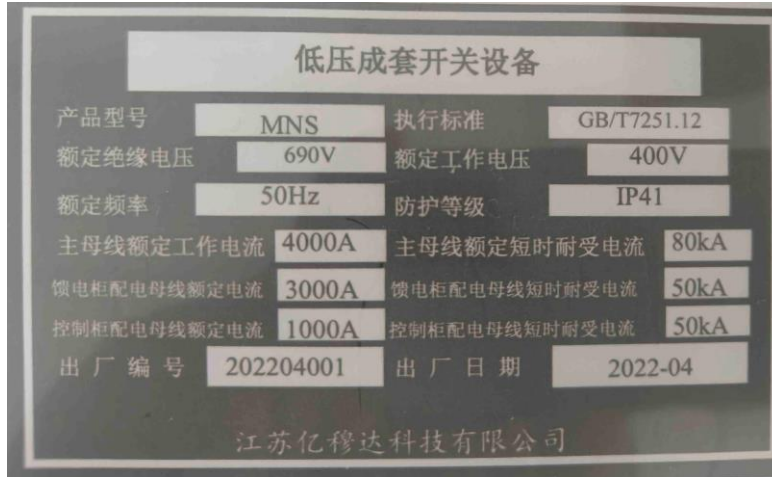 低压成套开关设备
产品型号 MNS 执行标准 GB/T7251.12
额定绝缘电压 690V 额定工作电压 400V
额定频率 50Hz 防护等级 IP41
主母线额定工作电流 4000A 主母线额定短时耐受电流 80kA
馈电柜配电母线额定电流 3000A 馈电柜配电母线短时耐受电流 50kA
控制柜配电母线额定电流 1000A 控制柜配电母线短时耐受电流 50kA
出厂编号 202204001 出厂日期 2022-04
江苏亿穆达科技有限公司